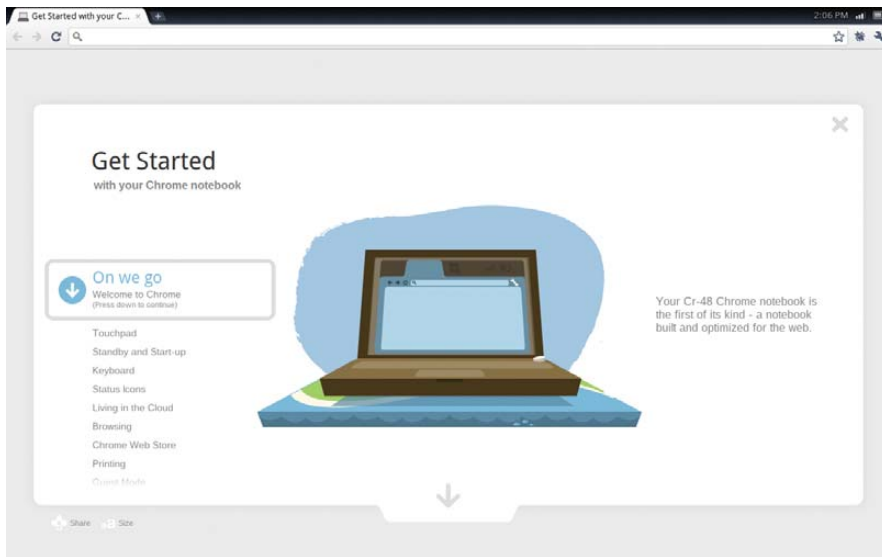 Get Started with your C...
2:06 PM
Get Started
with your Chrome notebook
On we go
Welcome to Chrome
(Press down to continue)
Touchpad
Standby and Start-up
Keyboard
Status Icons
Living in the Cloud
Browsing
Chrome Web Store
Printing
Guest Mode
Your Cr-48 Chrome notebook is
the first of its kind - a notebook
built and optimized for the web.
Share
Size